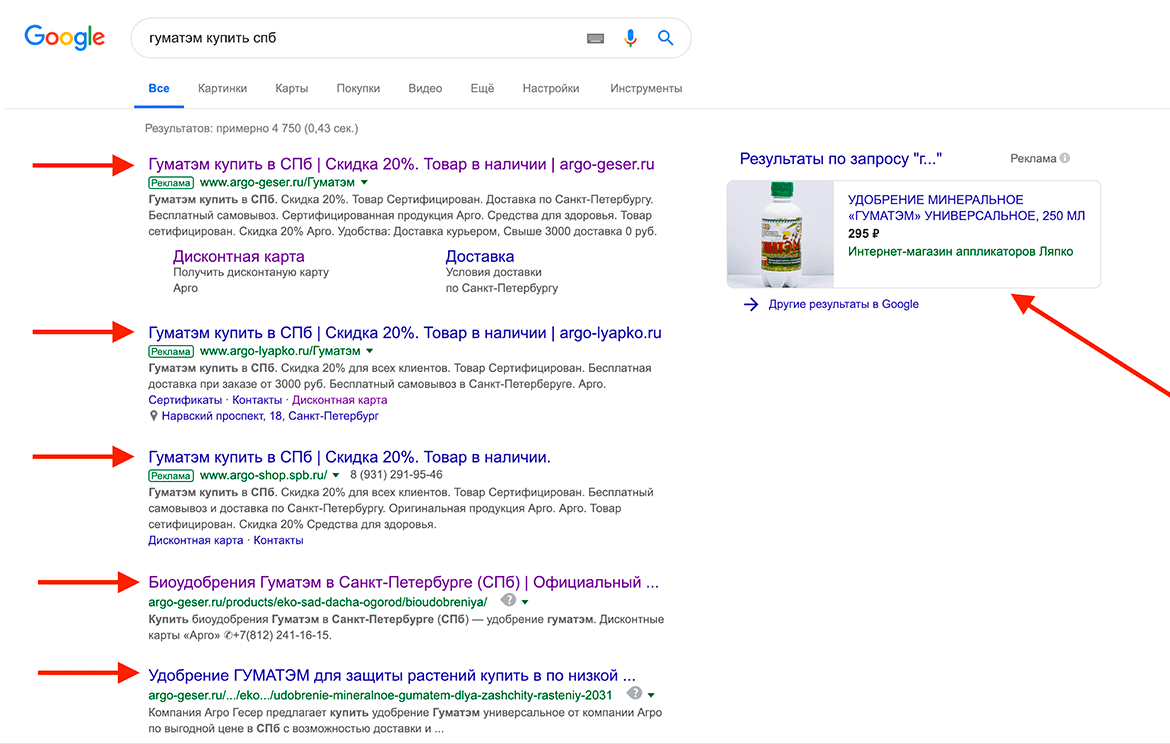 Google
гуматэм купить спб
Все Картинки Карты Покупки Видео Ещё Настройки Инструменты
Результатов: примерно 4 750 (0,43 сек.)
Гуматэм купить в СПб | Скидка 20%. Товар в наличии | argo-geser.ru
Реклама www.argo-geser.ru/Гуматэм
Гуматэм купить в СПб. Скидка 20%. Товар Сертифицирован. Доставка по Санкт-Петербургу.
Бесплатный самовывоз. Сертифицированная продукция Арго. Средства для здоровья. Товар
сетифицирован. Скидка 20% Арго. Удобства: Доставка курьером, Свыше 3000 доставка 0 руб.
Дисконтная карта
Получить дисконтаную карту
Арго
Доставка
Условия доставки
по Санкт-Петербургу
Гуматэм купить в СПб | Скидка 20%. Товар в наличии | argo-lyapko.ru
Реклама www.argo-lyapko.ru/Гуматэм
Гуматэм купить в СПб. Скидка 20% для всех клиентов. Товар Сертифицирован. Бесплатная
доставка при заказе от 3000 руб. Бесплатный самовывоз в Санкт-Петерберуге. Арго.
Сертификаты · Контакты · Дисконтная карта
Нарвский проспект, 18, Санкт-Петербург
Гуматэм купить в СПб | Скидка 20%. Товар в наличии.
Реклама www.argo-shop.spb.ru/ 8 (931) 291-95-46
Гуматэм купить в СПб. Скидка 20% для всех клиентов. Товар Сертифицирован. Бесплатный
самовывоз и доставка по Санкт-Петербургу. Оригинальная продукция Арго. Арго. Товар
сетифицирован. Скидка 20% Средства для здоровья.
Дисконтная карта · Контакты
Биоудобрения Гуматэм в Санкт-Петербурге (СПб) | Официальный ...
argo-geser.ru/products/eko-sad-dacha-ogorod/bioudobreniya/
Купить биоудобрения Гуматэм в Санкт-Петербурге (СПб) — удобрение гуматэм. Дисконтные
карты «Арго» ✆+7(812) 241-16-15.
Удобрение ГУМАТЭМ для защиты растений купить в по низкой ...
argo-geser.ru/.../eko.../udobrenie-mineralnoe-gumatem-dlya-zashchity-rasteniy-2031
Компания Агро Гесер предлагает купить удобрение Гуматэм универсальное от компании Арго
по выгодной цене в СПб с возможностью доставки и ...
Результаты по запросу "г..." Реклама
ГУМАТЭМ
УДОБРЕНИЕ МИНЕРАЛЬНОЕ
«ГУМАТЭМ» УНИВЕРСАЛЬНОЕ, 250 МЛ
295 ₽
Интернет-магазин аппликаторов Ляпко
Другие результаты в Google